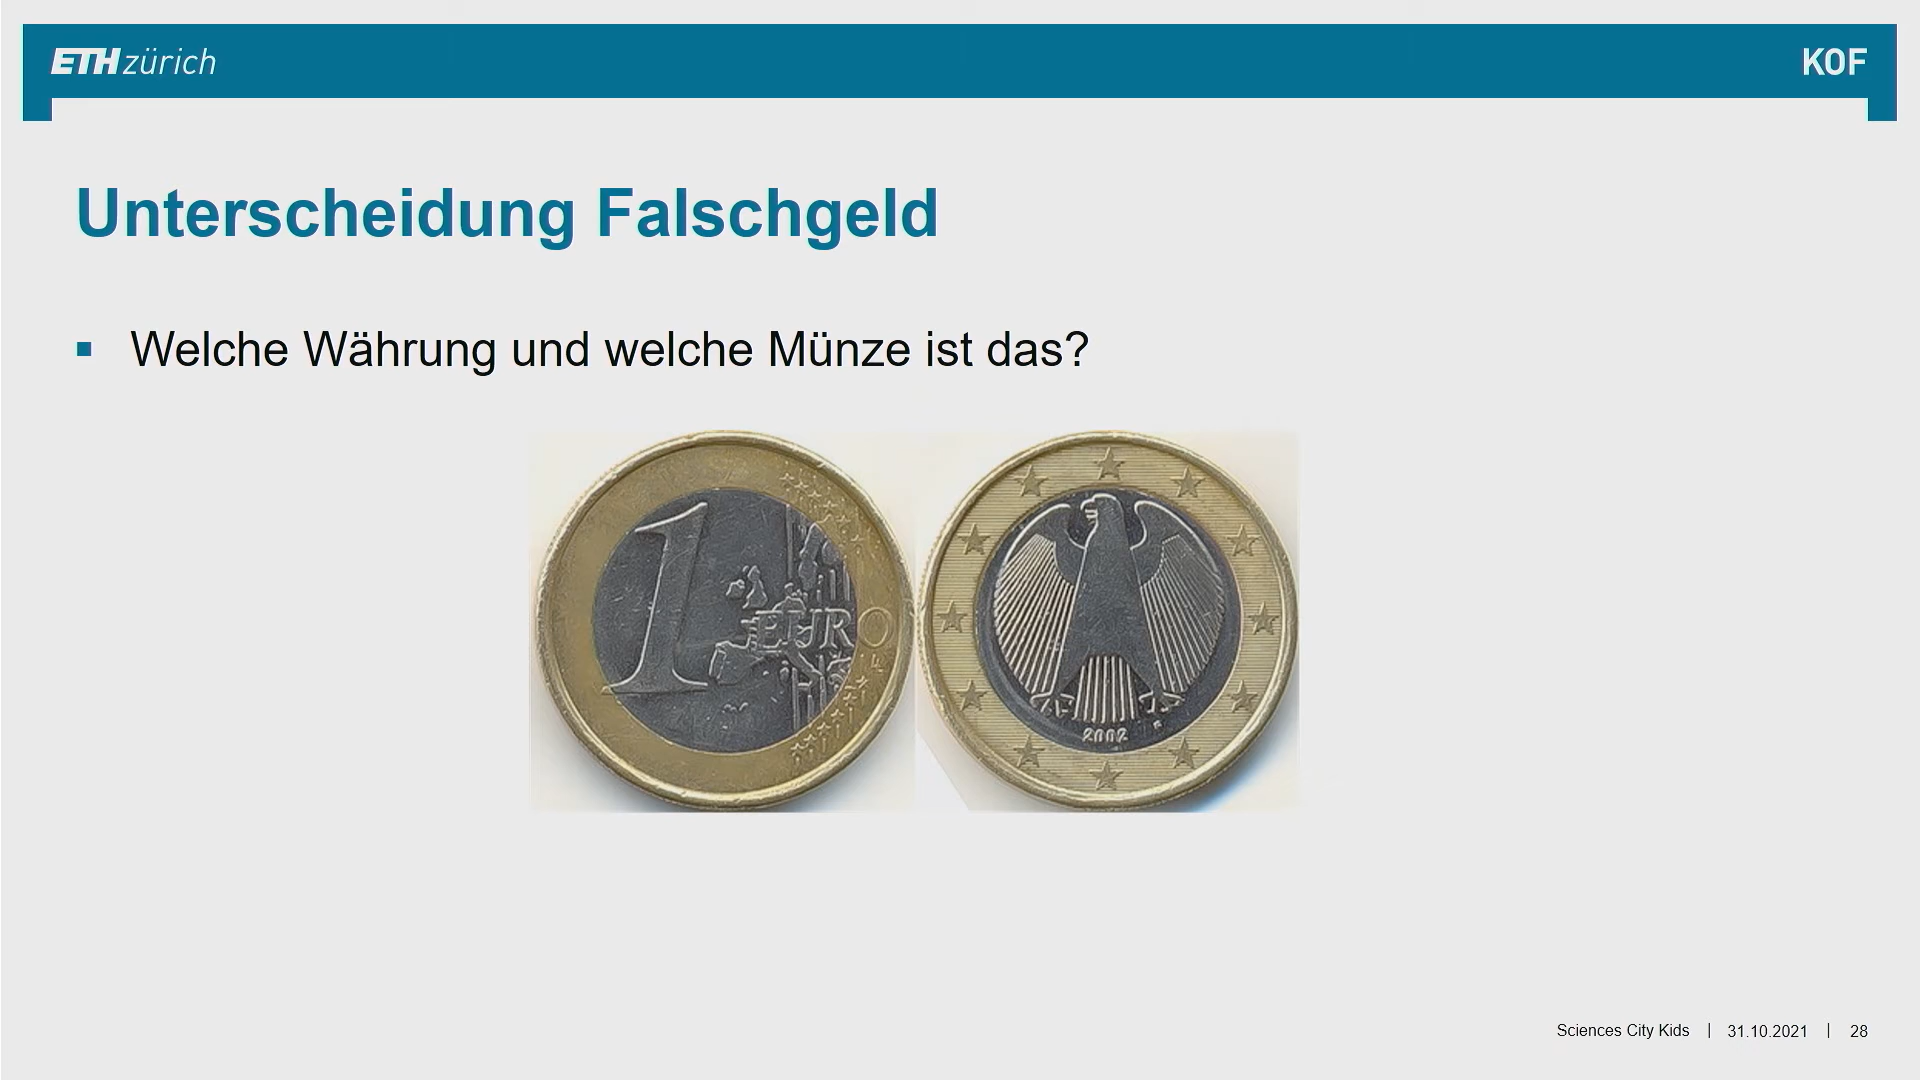 ETH zürich
KOF
Unterscheidung Falschgeld
Welche Währung und welche Münze ist das?
1
EURO
2002
Sciences City Kids | 31.10.2021 | 28